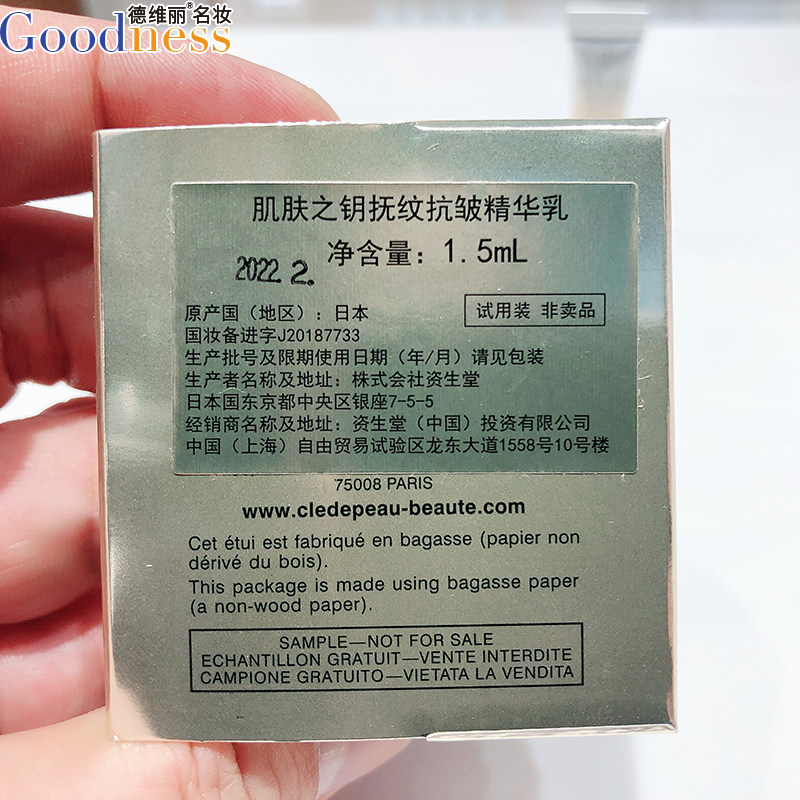 德维丽®名妆
Goodness
肌肤之钥抚纹抗皱精华乳
净含量：1.5mL
2022 2.
原产国（地区）：日本
试用装 非卖品
国妆备进字J20187733
生产批号及限期使用日期（年/月）请见包装
生产者名称及地址：株式会社资生堂
日本国东京都中央区银座7-5-5
经销商名称及地址：资生堂（中国）投资有限公司
中国（上海）自由贸易试验区龙东大道1558号10号楼
75008 PARIS
www.cledepeau-beaute.com
Cet étui est fabriqué en bagasse (papier non
dérivé du bois).
This package is made using bagasse paper
(a non-wood paper).
SAMPLE—NOT FOR SALE
ECHANTILLON GRATUIT—VENTE INTERDITE
CAMPIONE GRATUITO—VIETATA LA VENDITA